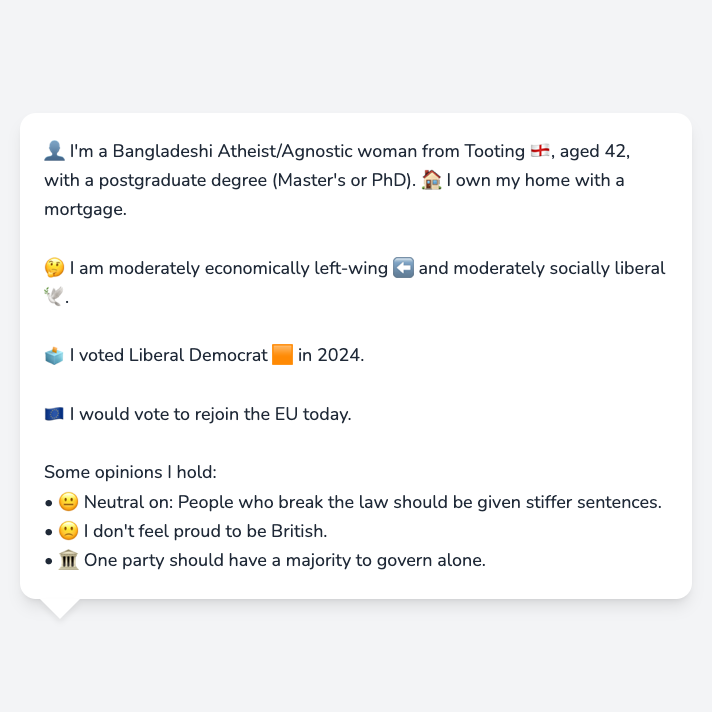 👤 I'm a Bangladeshi Atheist/Agnostic woman from Tooting 🏴󠁧󠁢󠁥󠁮󠁧󠁿, aged 42,
with a postgraduate degree (Master's or PhD). 🏠 I own my home with a
mortgage.
🤔 I am moderately economically left-wing ⬅️ and moderately socially liberal
🕊️.
🗳️ I voted Liberal Democrat 🟧 in 2024.
🇪🇺 I would vote to rejoin the EU today.
Some opinions I hold:
• 😐 Neutral on: People who break the law should be given stiffer sentences.
• 🙁 I don't feel proud to be British.
• 🏛️ One party should have a majority to govern alone.